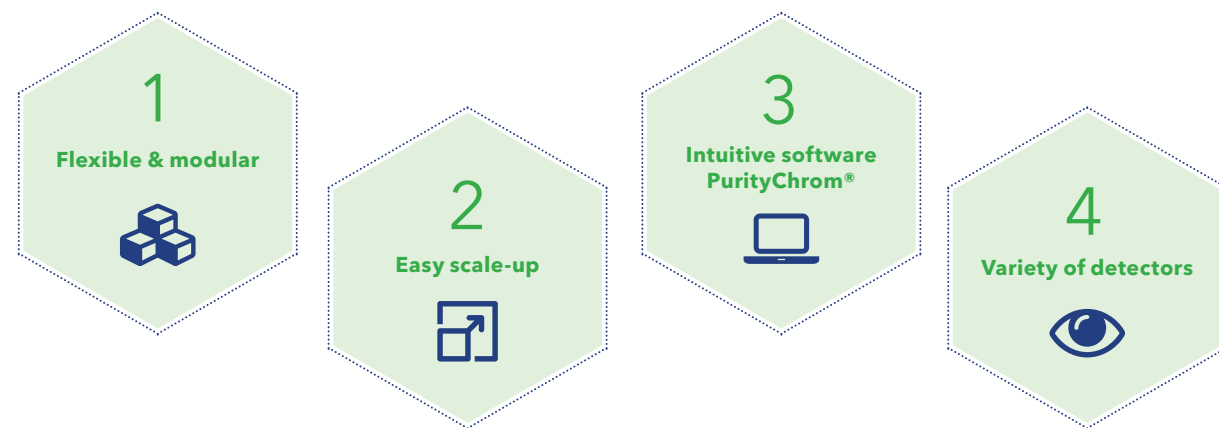 1
Flexible & modular
2
Easy scale-up
3
Intuitive software
PurityChrom®
4
Variety of detectors